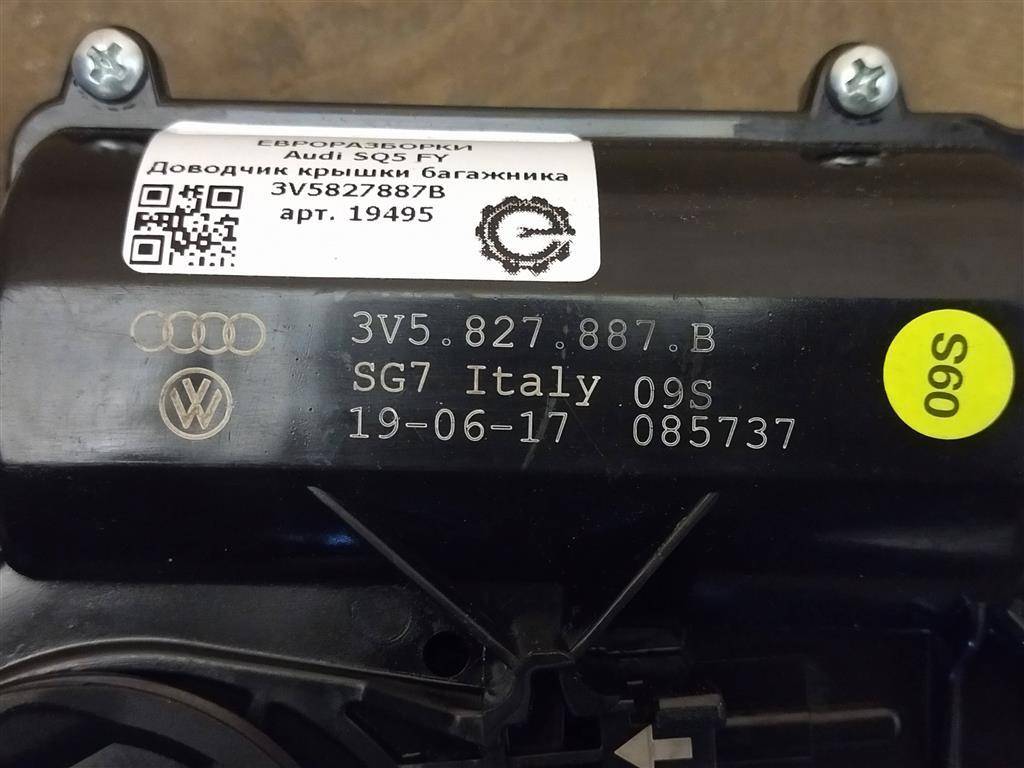 ЕВРОРАЗБОРКИ
Audi SQ5 FY
Доводчик крышки багажника
3V5827887B
арт. 19495
3V5.827.887.B
SG7 Italy 09S
19-06-17 085737
S60